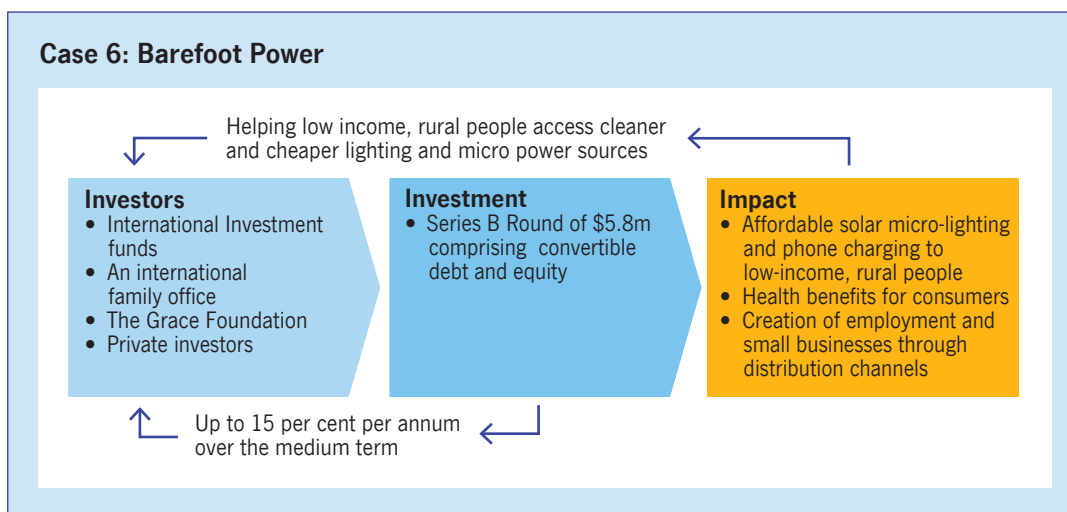 Case 6: Barefoot Power
Helping low income, rural people access cleaner
and cheaper lighting and micro power sources
Investors
• International Investment
funds
• An international
family office
• The Grace Foundation
• Private investors
Investment
• Series B Round of $5.8m
comprising convertible
debt and equity
Impact
• Affordable solar micro-lighting
and phone charging to
low-income, rural people
• Health benefits for consumers
• Creation of employment and
small businesses through
distribution channels
Up to 15 per cent per annum
over the medium term